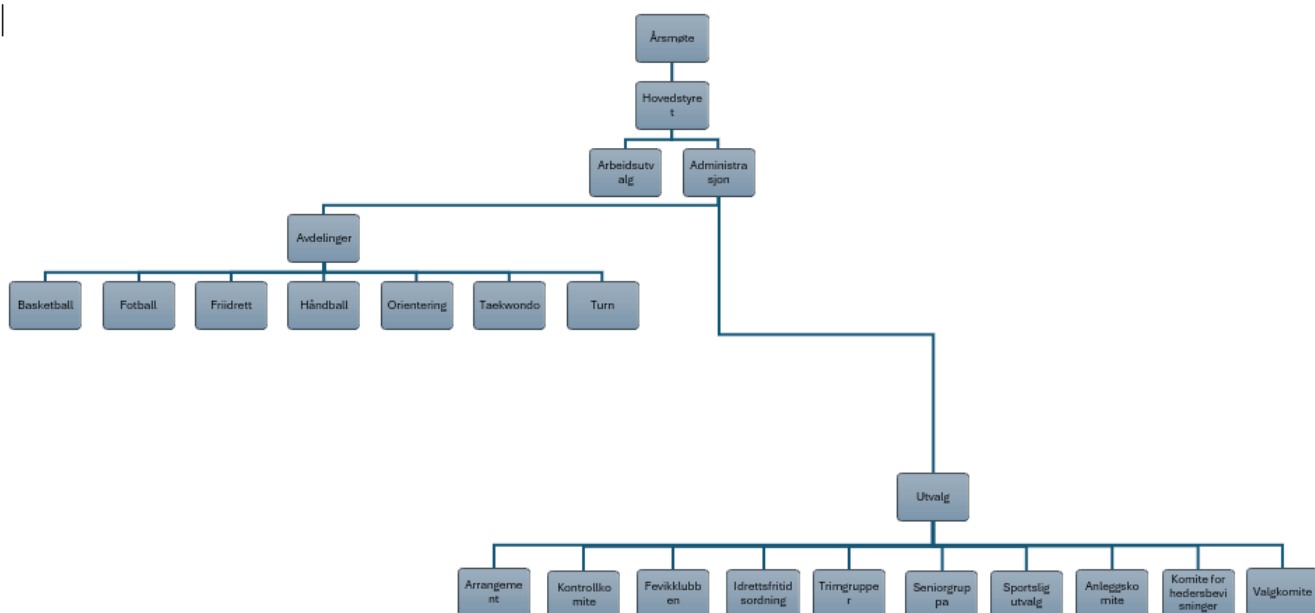 Årsmøte
Hovedstyre
t
Arbeidsutv
alg
Administra
sjon
Avdelinger
Basketball
Fotball
Friidrett
Håndball
Orientering
Taekwondo
Turn
Utvalg
Arrangeme
nt
Kontrollko
mite
Fevikklubb
en
Idrettsfritid
sordning
Trimgruppe
r
Seniorgrup
pa
Sportslig
utvalg
Anleggsko
mite
Komite for
hedersbevi
sninger
Valgkomite